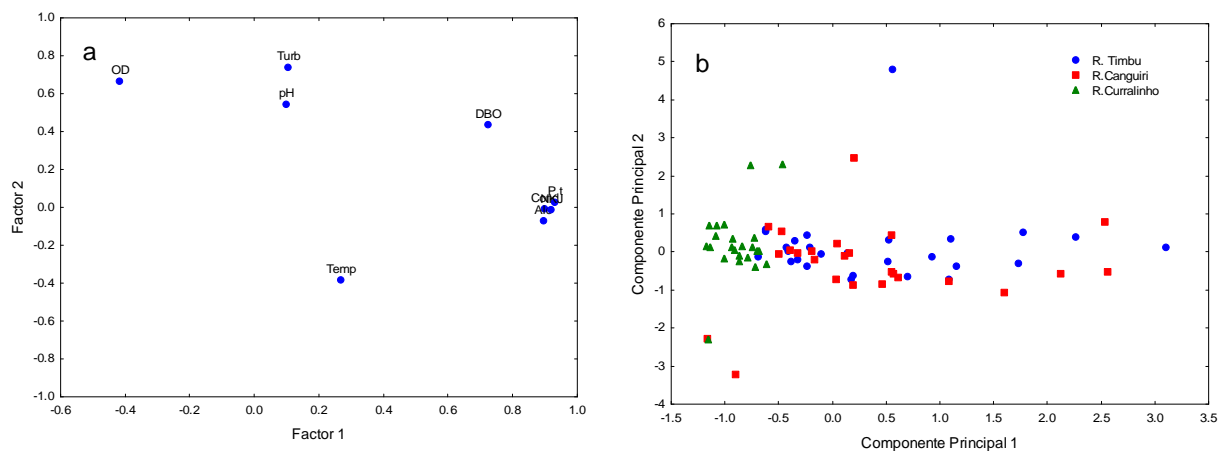 a
1.0
0.8
0.6
0.4
0.2
0.0
-0.2
-0.4
-0.6
-0.8
-1.0
Factor 2
OD
Turb
pH
DBO
P.t
Temp
-0.6
-0.4
-0.2
0.0
0.2
0.4
0.6
0.8
1.0
Factor 1
b
6
5
4
3
2
1
0
-1
-2
-3
-4
Componente Principal 2
R. Timbu
R.Canguiri
R.Curralinho
-1.5
-1.0
-0.5
0.0
0.5
1.0
1.5
2.0
2.5
3.0
3.5
Componente Principal 1